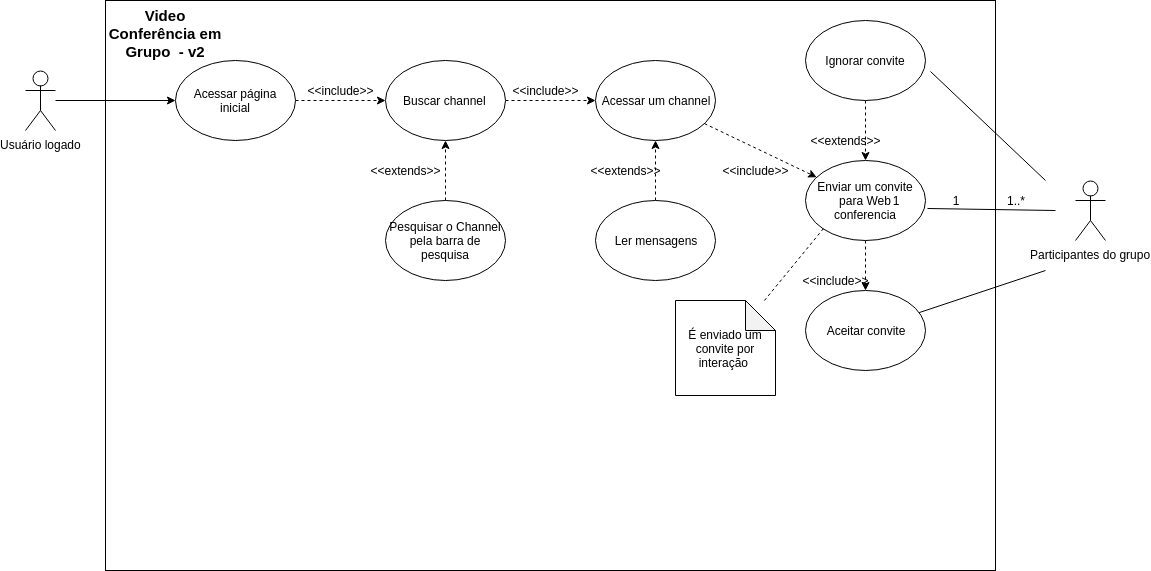 Video
Conferência em
Grupo - v2
Usuário logado
Acessar página
inicial
<<include>>
Buscar channel
<<include>>
Acessar um channel
Ignorar convite
<<extends>>
<<extends>>
<<extends>>
<<include>>
Pesquisar o Channel
pela barra de
pesquisa
Ler mensagens
Enviar um convite
para Web 1
conferencia
1
1..*
Participantes do grupo
<<include>>
É enviado um
convite por
interação
Aceitar convite